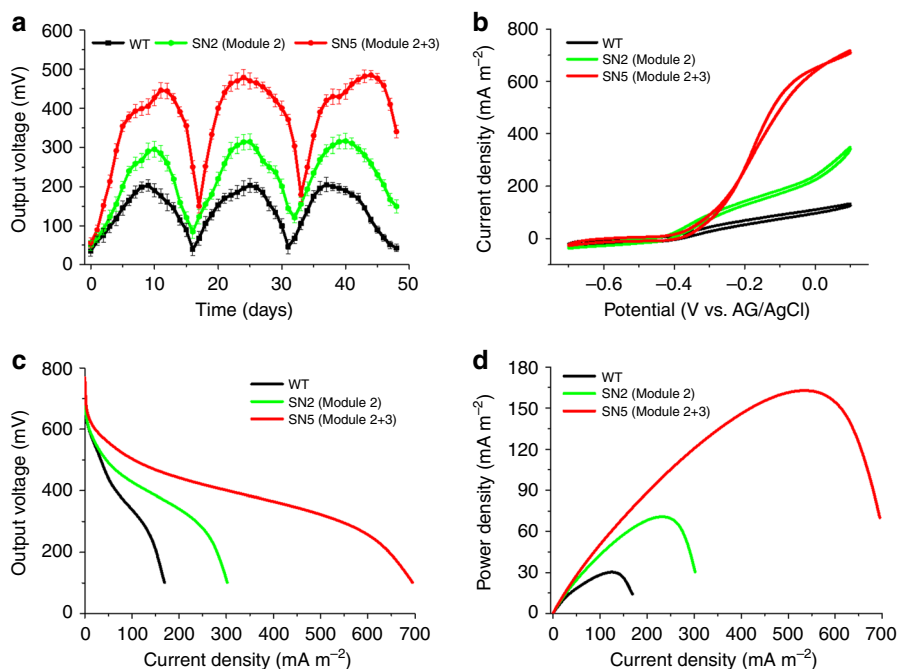 a
600
500
400
300
200
100
0
Output voltage (mV)
WT SN2 (Module 2) SN5 (Module 2+3)
0 10 20 30 40 50
Time (days)
b
800
600
400
200
0
Current density (mA m⁻²)
WT
SN2 (Module 2)
SN5 (Module 2+3)
−0.6 −0.4 −0.2 0.0
Potential (V vs. AG/AgCl)
c
800
600
400
200
0
Output voltage (mV)
WT
SN2 (Module 2)
SN5 (Module 2+3)
0 100 200 300 400 500 600 700
Current density (mA m⁻²)
d
180
150
120
90
60
30
0
Power density (mA m⁻²)
WT
SN2 (Module 2)
SN5 (Module 2+3)
0 100 200 300 400 500 600 700
Current density (mA m⁻²)